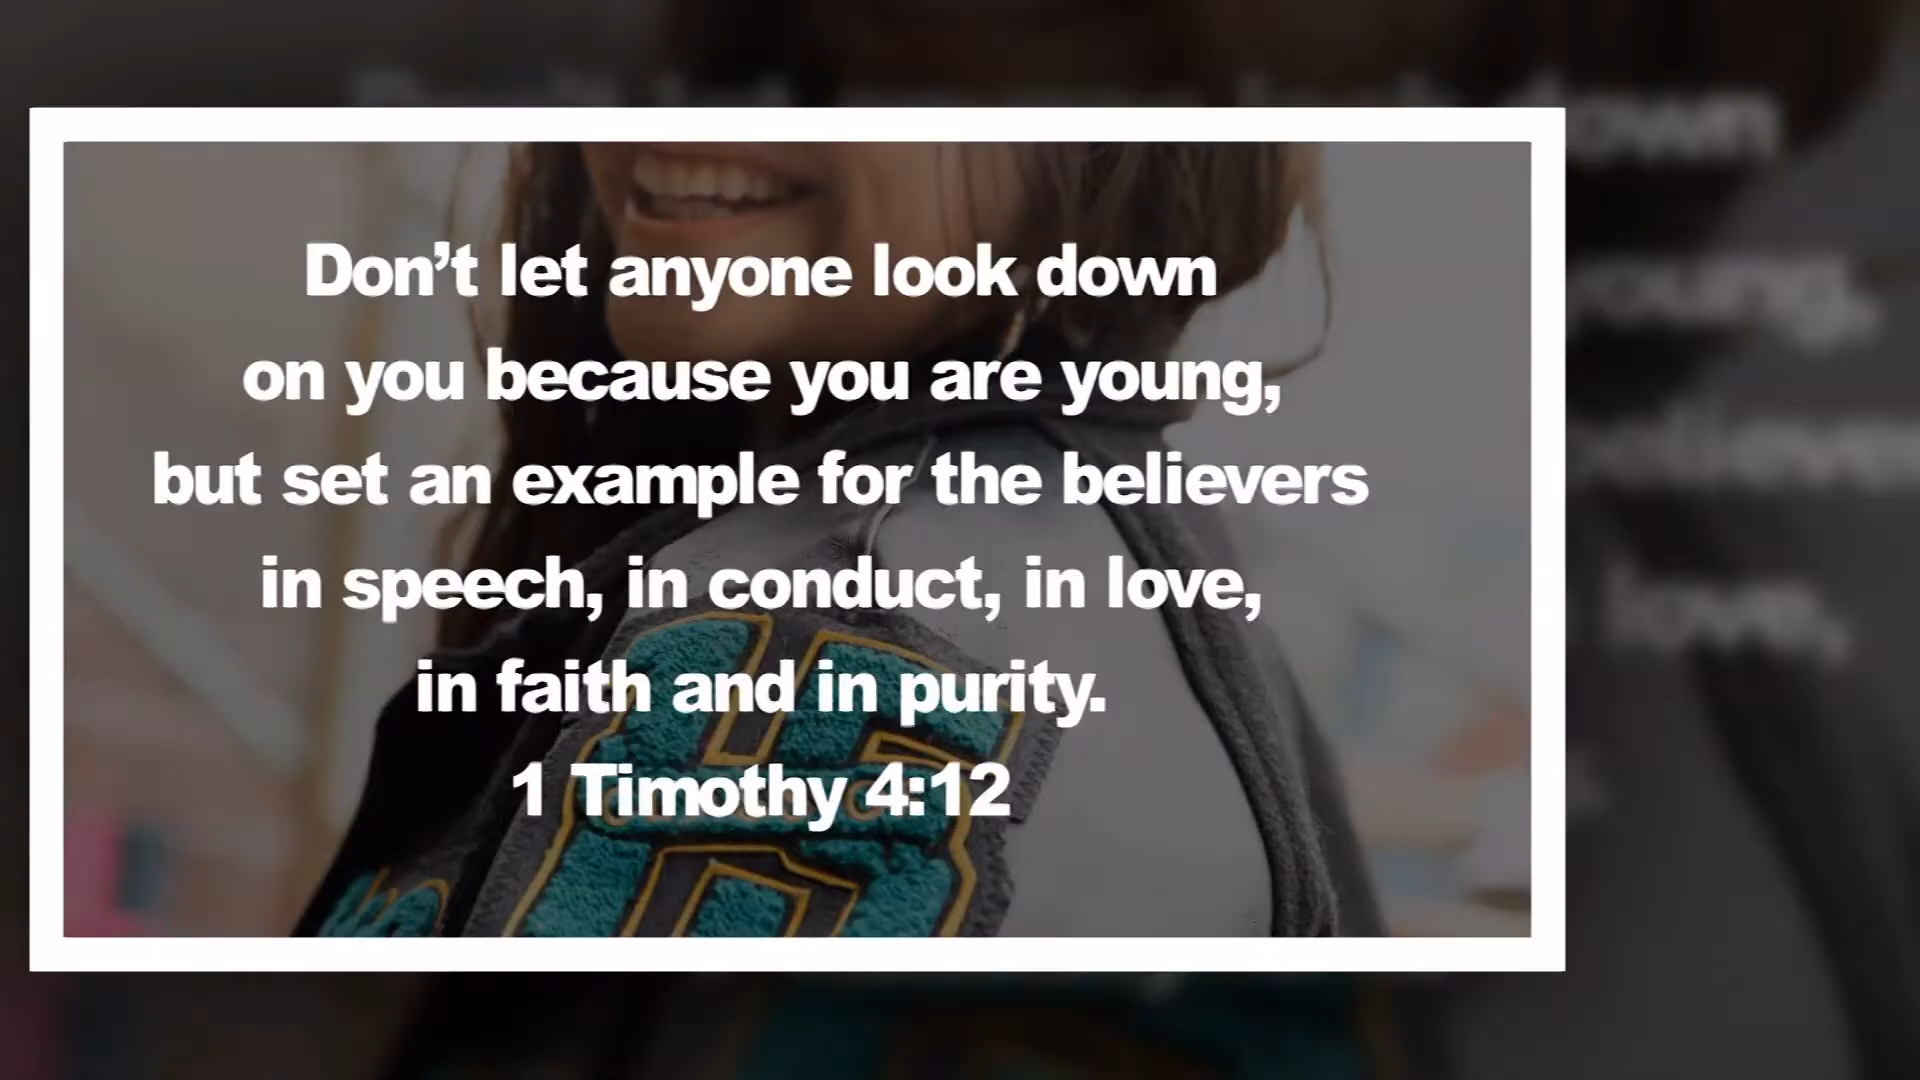 Don’t let anyone look down
on you because you are young,
but set an example for the believers
in speech, in conduct, in love,
in faith and in purity.
1 Timothy 4:12